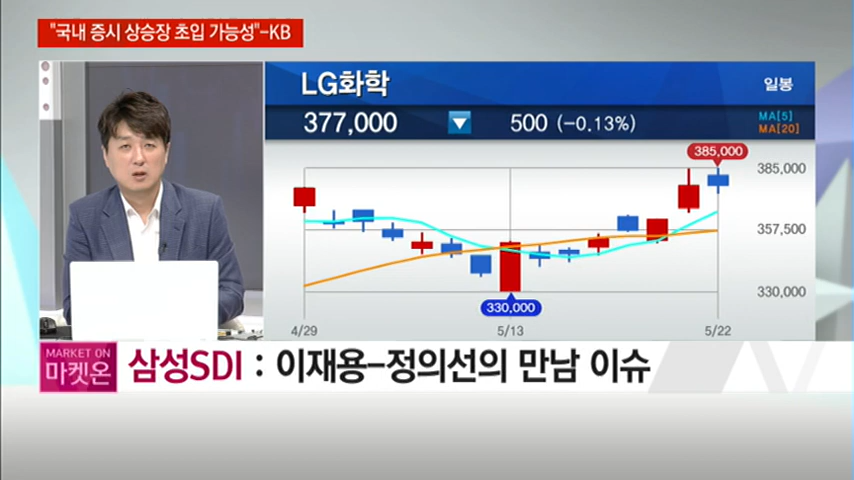 "국내 증시 상승장 초입 가능성"-KB
LG화학
일봉
377,000 ▼ 500 (-0.13%)
MA[5]
MA[20]
385,000
385,000
357,500
330,000
330,000
4/29 5/13 5/22
MARKET ON
마켓온
삼성SDI : 이재용-정의선의 만남 이슈